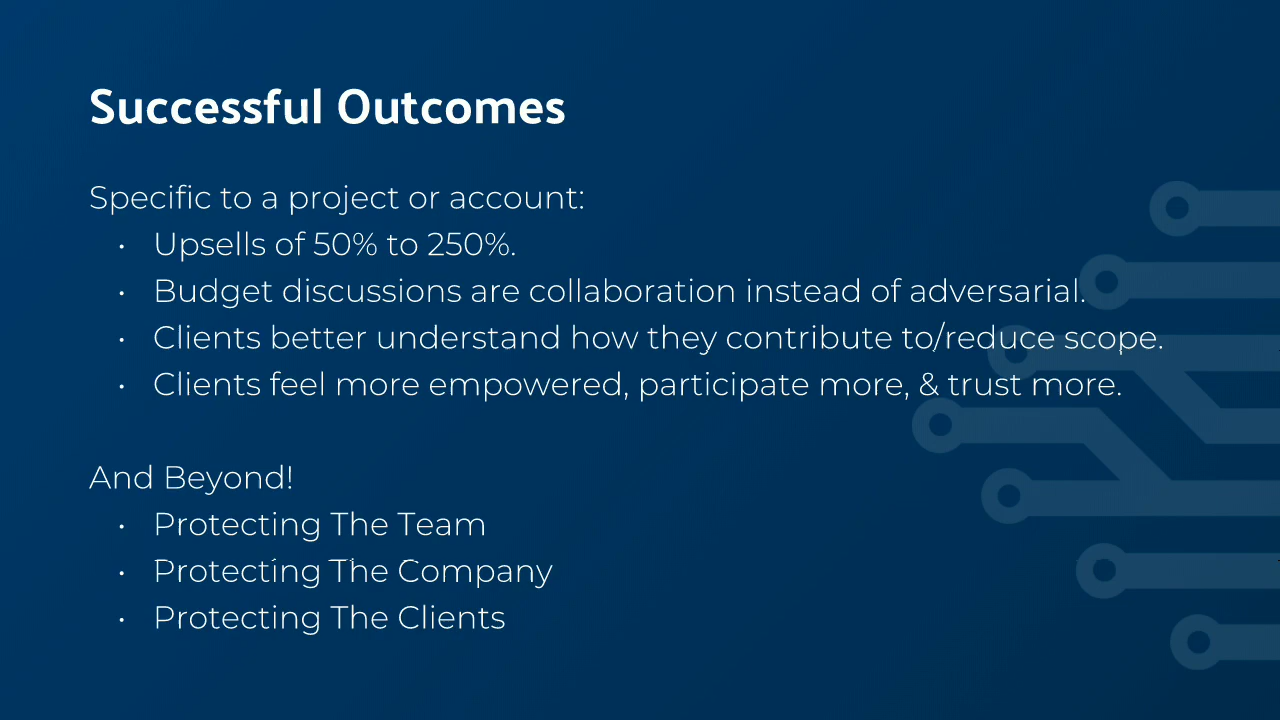 Successful Outcomes
Specific to a project or account:
• Upsells of 50% to 250%.
• Budget discussions are collaboration instead of adversarial.
• Clients better understand how they contribute to/reduce scope.
• Clients feel more empowered, participate more, & trust more.
And Beyond!
• Protecting The Team
• Protecting The Company
• Protecting The Clients